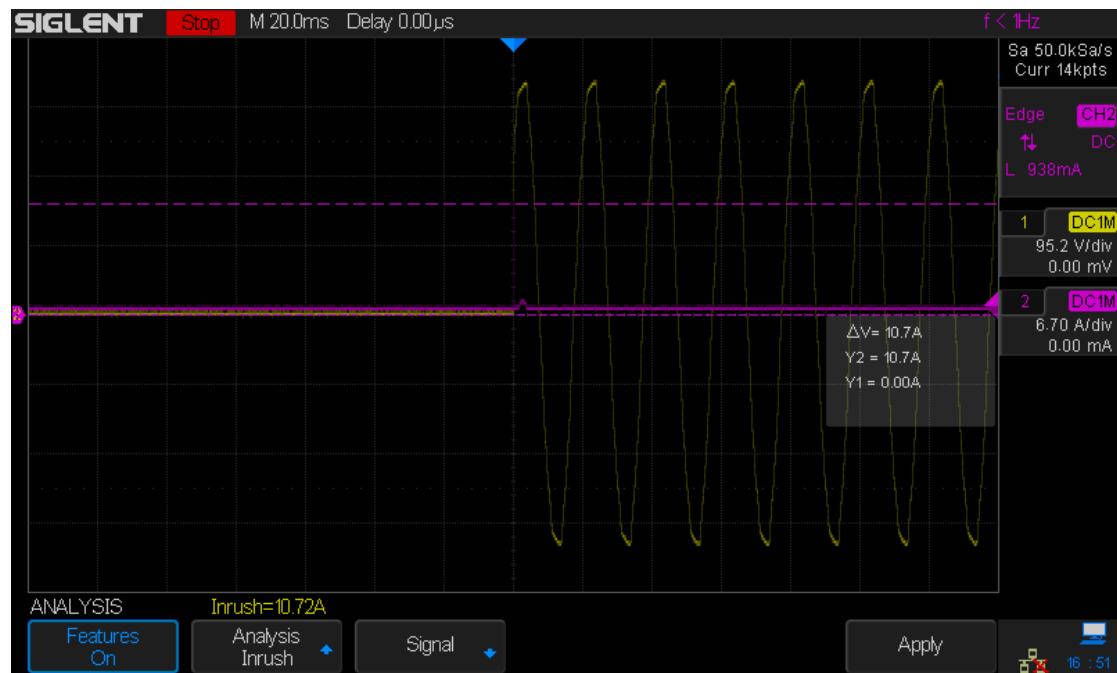 SIGLENT Stop M 20.0ms Delay 0.00µs f < 1Hz
Sa 50.0kSa/s
Curr 14kpts
Edge CH2
DC
L 938mA
1 DC1M
95.2 V/div
0.00 mV
2 DC1M
6.70 A/div
0.00 mA
2
ΔV= 10.7A
Y2 = 10.7A
Y1 = 0.00A
ANALYSIS Inrush=10.72A
Features
On
Analysis
Inrush
Signal
Apply
16 : 51